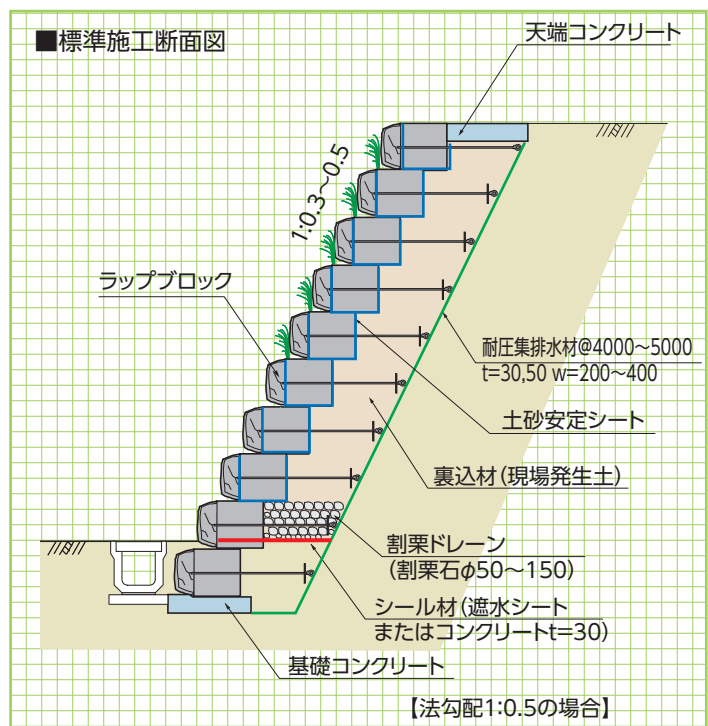 ■標準施工断面図
天端コンクリート
1:0.3～0.5
ラップブロック
耐圧集排水材@4000～5000
t=30,50 w=200～400
土砂安定シート
裏込材(現場発生土)
割栗ドレーン
(割栗石φ50～150)
シール材(遮水シート
またはコンクリートt=30)
基礎コンクリート
【法勾配1:0.5の場合】